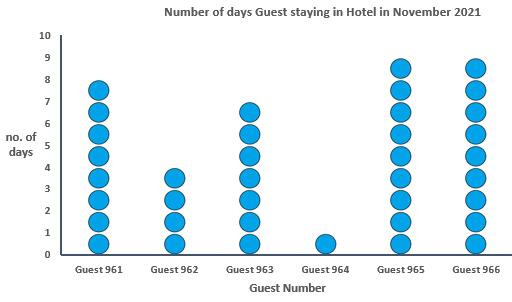 Number of days Guest staying in Hotel in November 2021
10
9
8
7
6
5
4
3
2
1
0
no. of
days
Guest 961 Guest 962 Guest 963 Guest 964 Guest 965 Guest 966
Guest Number